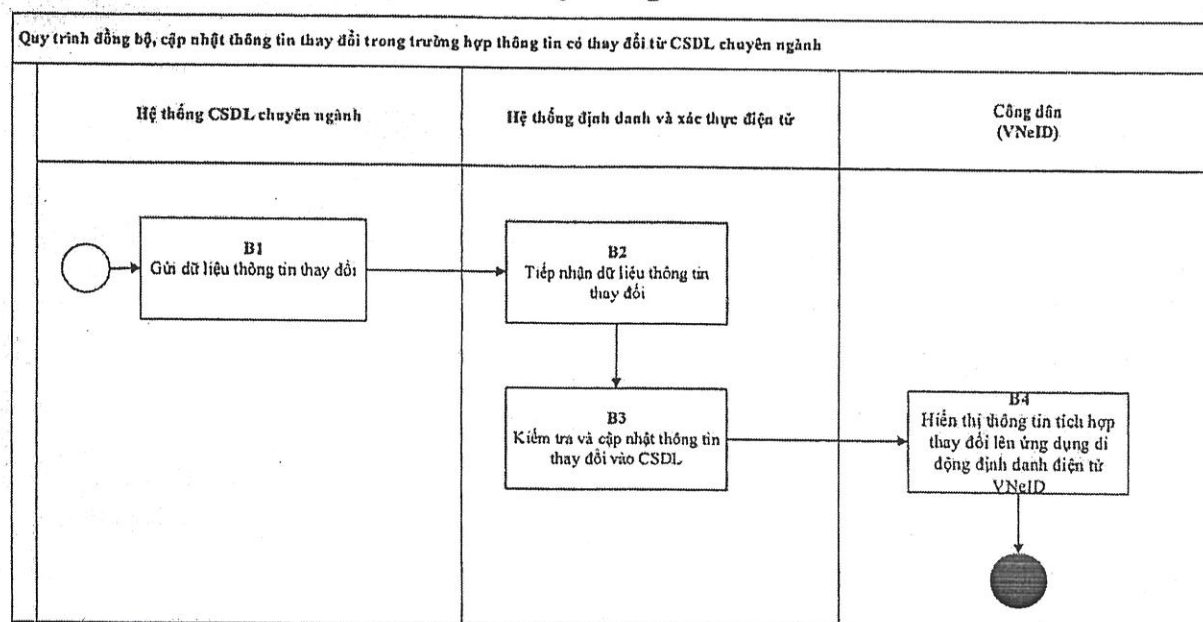 Quy trình đồng bộ, cập nhật thông tin thay đổi trong trường hợp thông tin có thay đổi từ CSDL chuyên ngành
Hệ thống CSDL chuyên ngành
Hệ thống định danh và xác thực điện tử
Công dân
(VNeID)
B1
Gửi dữ liệu thông tin thay đổi
B2
Tiếp nhận dữ liệu thông tin
thay đổi
B3
Kiểm tra và cập nhật thông tin
thay đổi vào CSDL
B4
Hiển thị thông tin tích hợp
thay đổi lên ứng dụng di
động định danh điện tử
VNeID